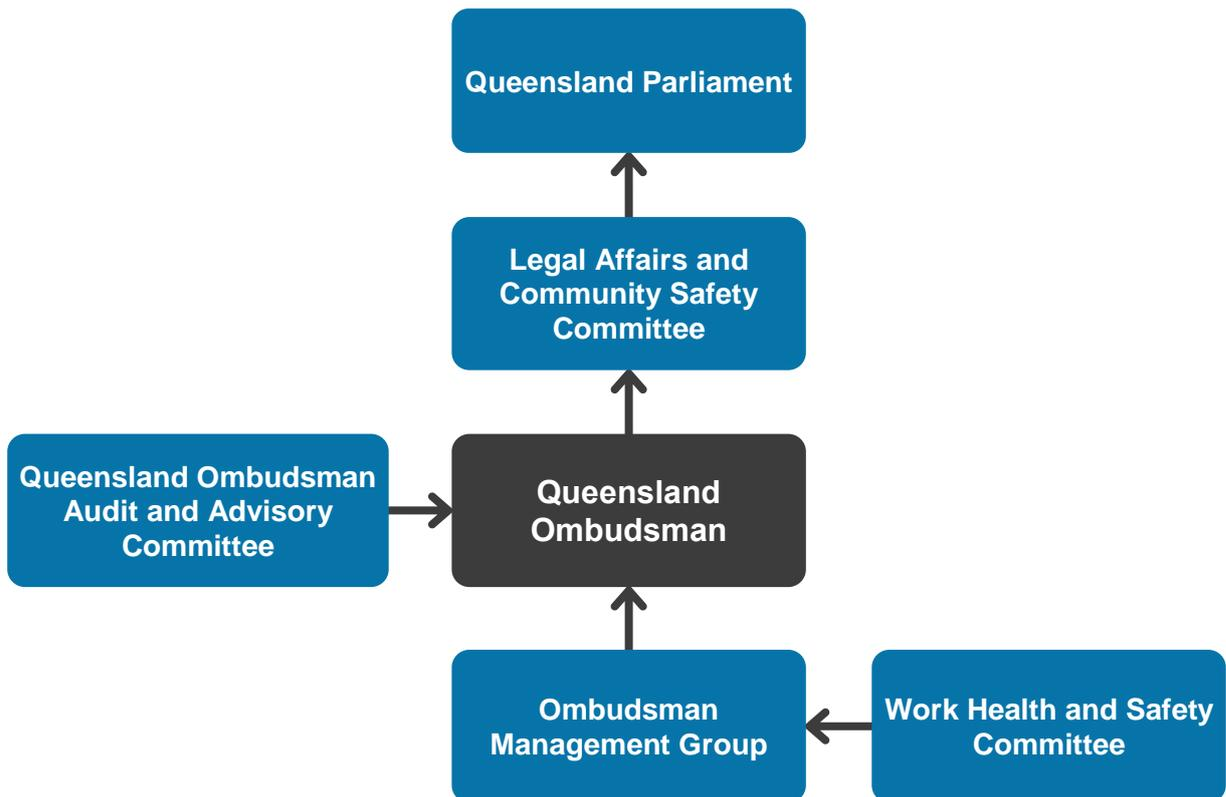 Queensland Parliament
Legal Affairs and
Community Safety
Committee
Queensland Ombudsman
Audit and Advisory
Committee
Queensland
Ombudsman
Ombudsman
Management Group
Work Health and Safety
Committee